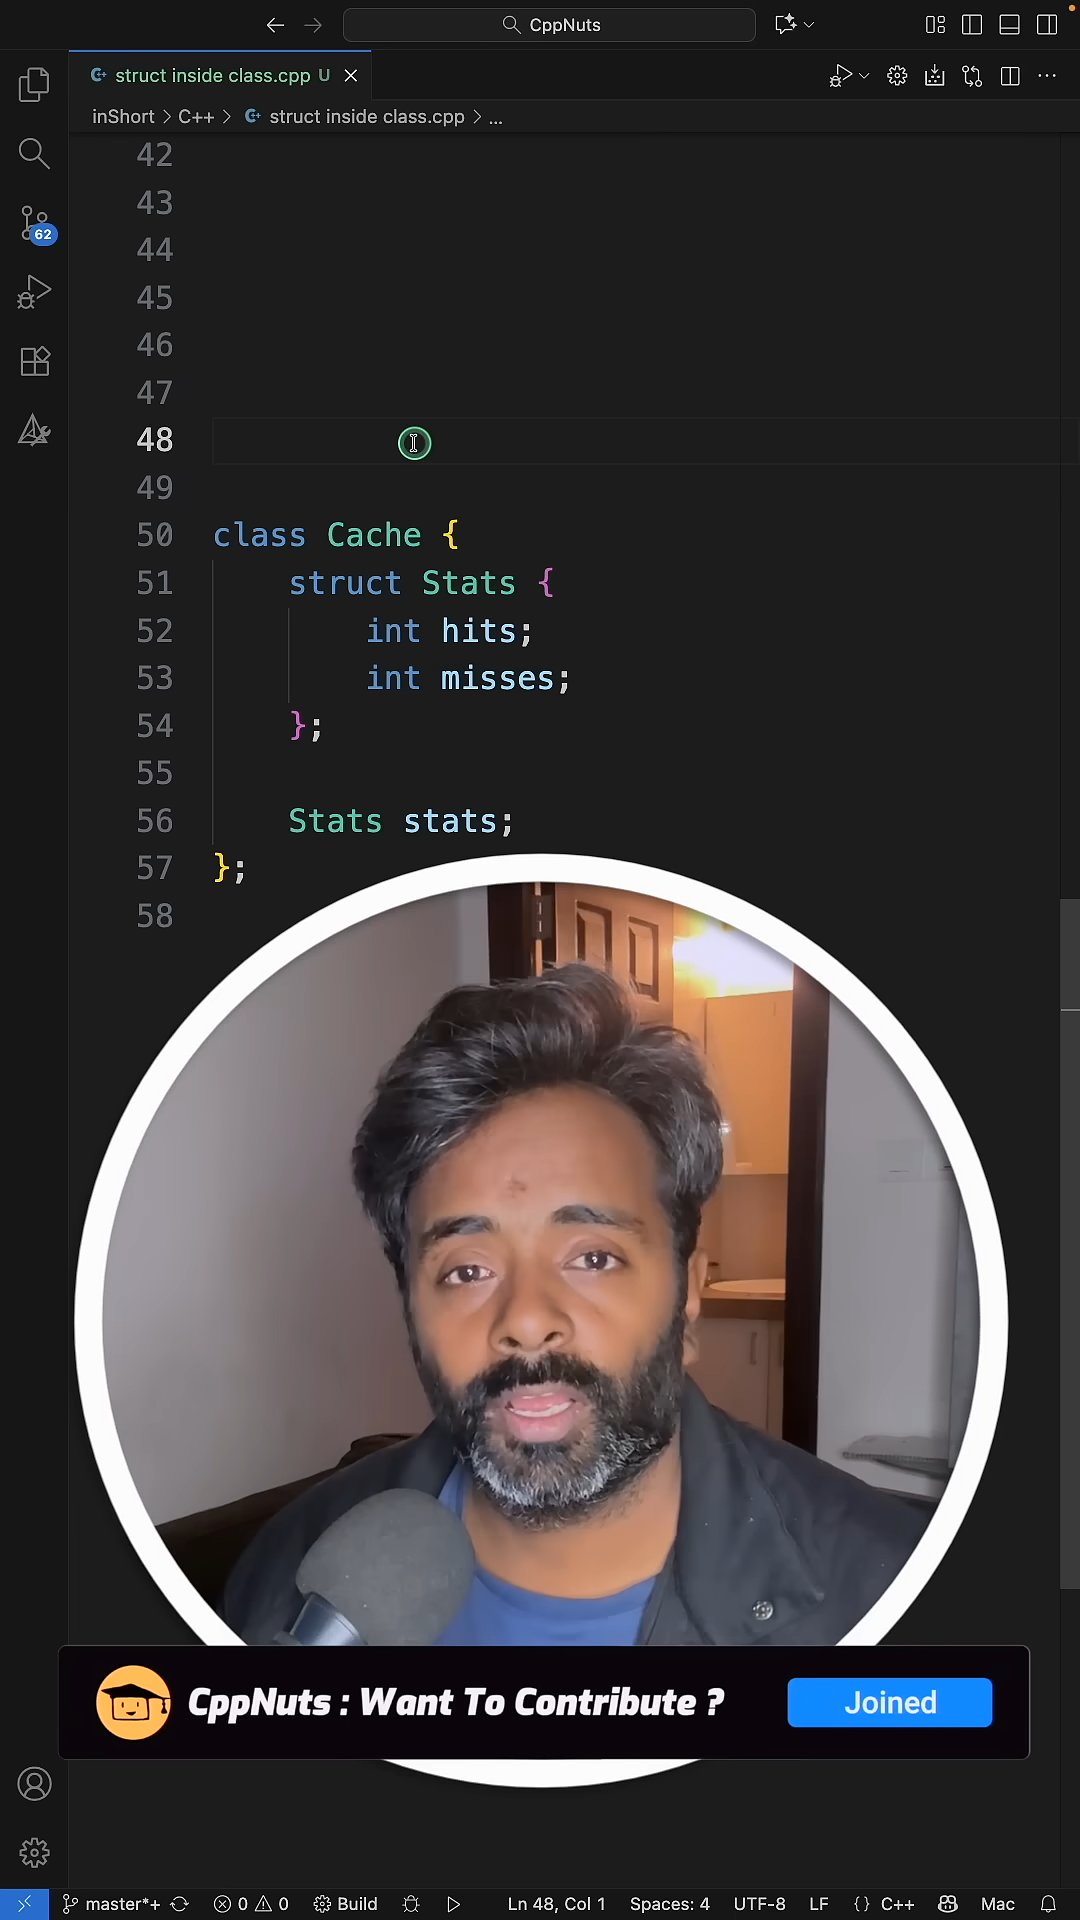 CppNuts
struct inside class.cpp U
inShort > C++ > struct inside class.cpp > ...
42
43
44
45
46
47
48
49
50 class Cache {
51 struct Stats {
52 int hits;
53 int misses;
54 };
55
56 Stats stats;
57 };
58
62
CppNuts : Want To Contribute ?
Joined
master*+ 0 0 Build Ln 48, Col 1 Spaces: 4 UTF-8 LF {} C++ Mac